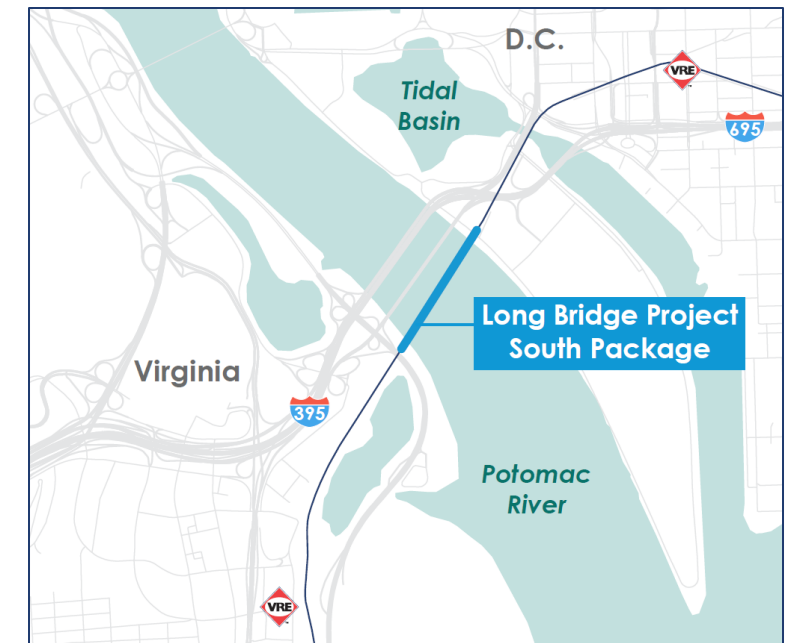 D.C.
VRE
Tidal
Basin
695
Long Bridge Project
South Package
Virginia
395
Potomac
River
VRE